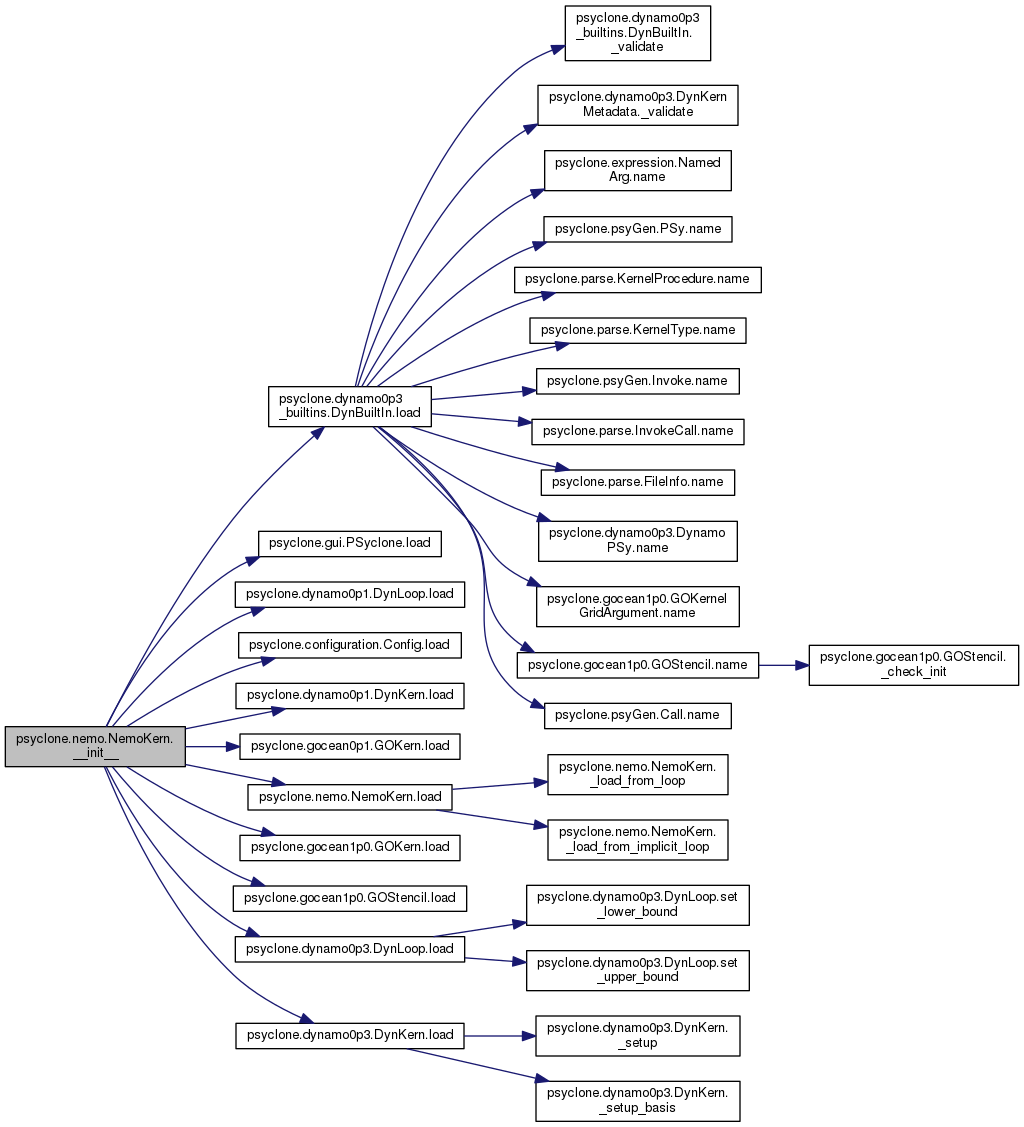 psyclone.dynamo0p3
_builtins.DynBuiltIn.
_validate
psyclone.dynamo0p3.DynKern
Metadata._validate
psyclone.expression.Named
Arg.name
psyclone.psyGen.PSy.name
psyclone.parse.KernelProcedure.name
psyclone.parse.KernelType.name
psyclone.psyGen.Invoke.name
psyclone.dynamo0p3
_builtins.DynBuiltIn.load
psyclone.parse.InvokeCall.name
psyclone.parse.FileInfo.name
psyclone.dynamo0p3.Dynamo
PSy.name
psyclone.gui.PSyclone.load
psyclone.dynamo0p1.DynLoop.load
psyclone.gocean1p0.GOKernel
GridArgument.name
psyclone.configuration.Config.load
psyclone.gocean1p0.GOStencil.name
psyclone.gocean1p0.GOStencil.
_check_init
psyclone.dynamo0p1.DynKern.load
psyclone.psyGen.Call.name
psyclone.nemo.NemoKern.
__init__
psyclone.gocean0p1.GOKern.load
psyclone.nemo.NemoKern.load
psyclone.nemo.NemoKern.
_load_from_loop
psyclone.nemo.NemoKern.
_load_from_implicit_loop
psyclone.gocean1p0.GOKern.load
psyclone.gocean1p0.GOStencil.load
psyclone.dynamo0p3.DynLoop.set
_lower_bound
psyclone.dynamo0p3.DynLoop.load
psyclone.dynamo0p3.DynLoop.set
_upper_bound
psyclone.dynamo0p3.DynKern.load
psyclone.dynamo0p3.DynKern.
_setup
psyclone.dynamo0p3.DynKern.
_setup_basis